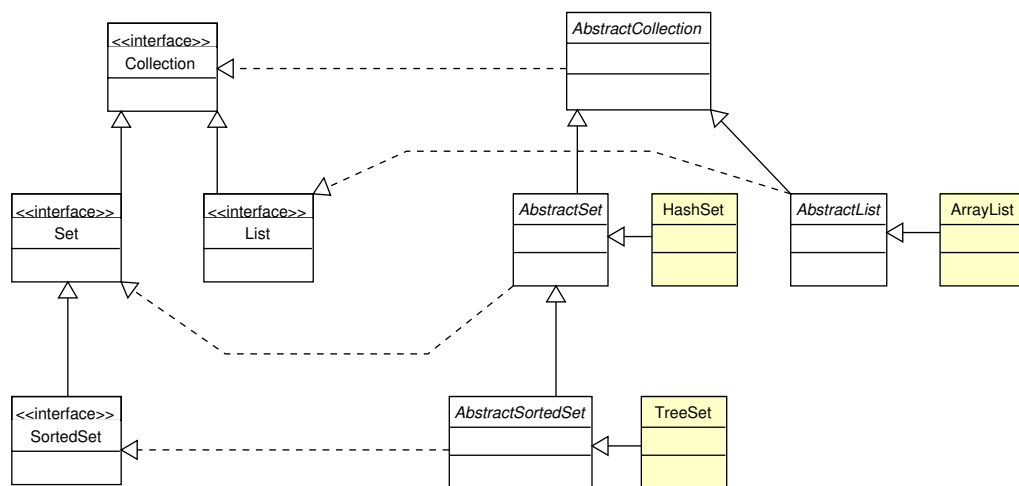 <<interface>>
Collection
AbstractCollection
<<interface>>
Set
<<interface>>
List
AbstractSet
HashSet
AbstractList
ArrayList
<<interface>>
SortedSet
AbstractSortedSet
TreeSet